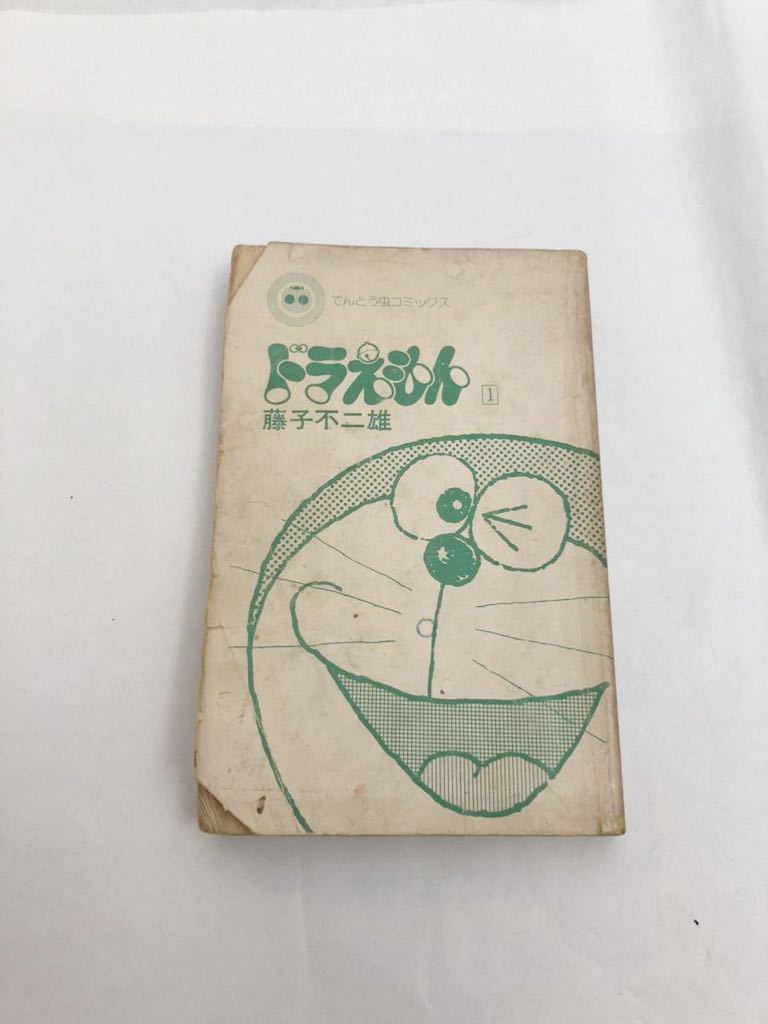 てんとう虫コミックス
ドラえもん 1
藤子不二雄